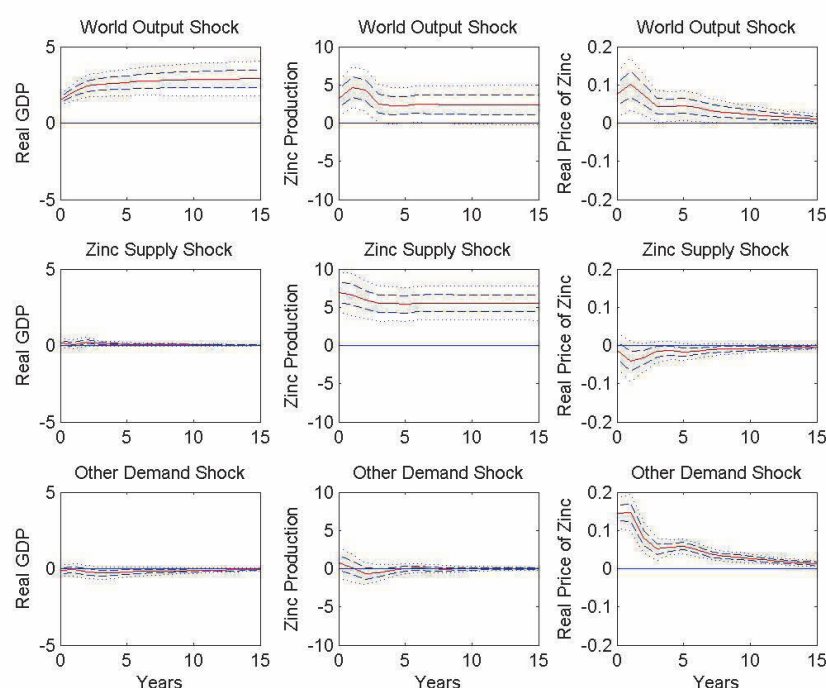 World Output Shock
World Output Shock
World Output Shock
Real GDP
5
0
-5
0 5 10 15
Zinc Production
10
5
0
-5
-10
0 5 10 15
Real Price of Zinc
0.2
0.1
0
-0.1
-0.2
0 5 10 15
Zinc Supply Shock
Zinc Supply Shock
Zinc Supply Shock
Real GDP
5
0
-5
0 5 10 15
Zinc Production
10
5
0
-5
-10
0 5 10 15
Real Price of Zinc
0.2
0.1
0
-0.1
-0.2
0 5 10 15
Other Demand Shock
Other Demand Shock
Other Demand Shock
Real GDP
5
0
-5
0 5 10 15
Years
Zinc Production
10
5
0
-5
-10
0 5 10 15
Years
Real Price of Zinc
0.2
0.1
0
-0.1
-0.2
0 5 10 15
Years